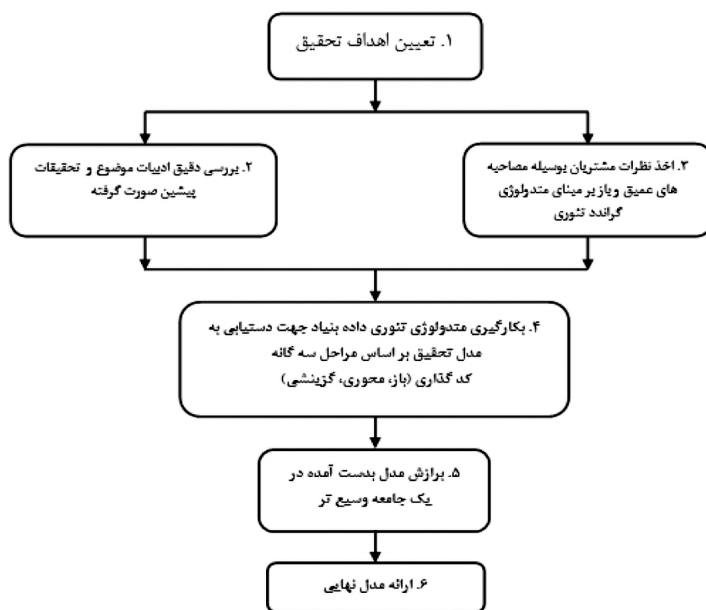 ۱. تعیین اهداف تحقیق
۲. بررسی دقیق ادبیات موضوع و تحقیقات
پیشین صورت گرفته
۳. اخذ نظرات مشتریان بوسیله مصاحبه
های عمیق و باز بر مبنای متدولوژی
گراندد تئوری
۴. بکارگیری متدولوژی تئوری داده بنیاد جهت دستیابی به
مدل تحقیق بر اساس مراحل سه گانه
کد گذاری (باز، محوری، گزینشی)
۵. برازش مدل بدست آمده در
یک جامعه وسیع تر
۶. ارائه مدل نهایی